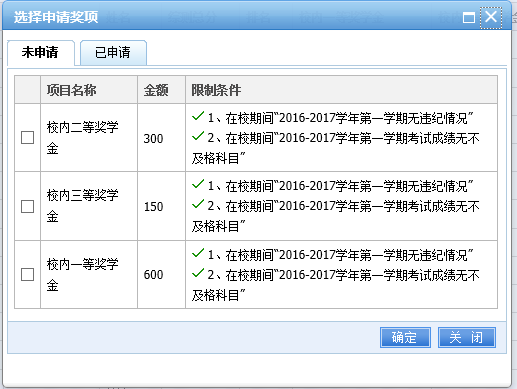 选择申请奖项
未申请 已申请
项目名称 金额 限制条件
校内二等奖学
金
300
1、在校期间“2016-2017学年第一学期无违纪情况”
2、在校期间“2016-2017学年第一学期考试成绩无不
及格科目”
校内三等奖学
金
150
1、在校期间“2016-2017学年第一学期无违纪情况”
2、在校期间“2016-2017学年第一学期考试成绩无不
及格科目”
校内一等奖学
金
600
1、在校期间“2016-2017学年第一学期无违纪情况”
2、在校期间“2016-2017学年第一学期考试成绩无不
及格科目”
确定 关 闭